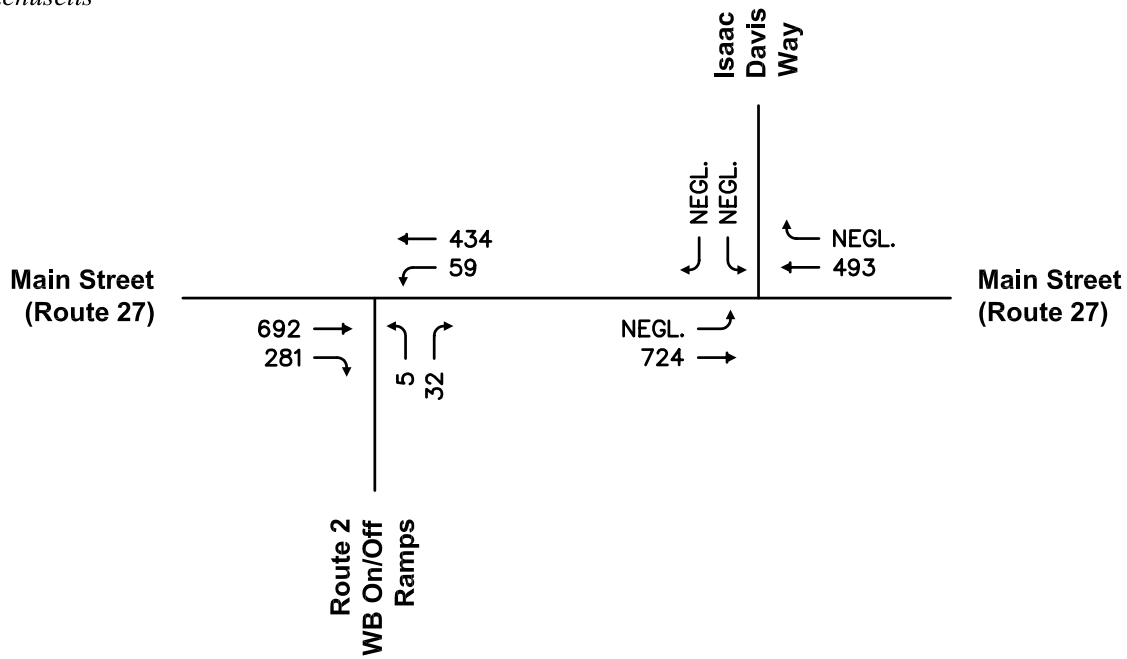 Isaac
Davis
Way
NEGL.
NEGL.
434
59
NEGL.
493
Main Street
(Route 27)
Main Street
(Route 27)
692
281
5
32
NEGL.
724
Route 2
WB On/Off
Ramps